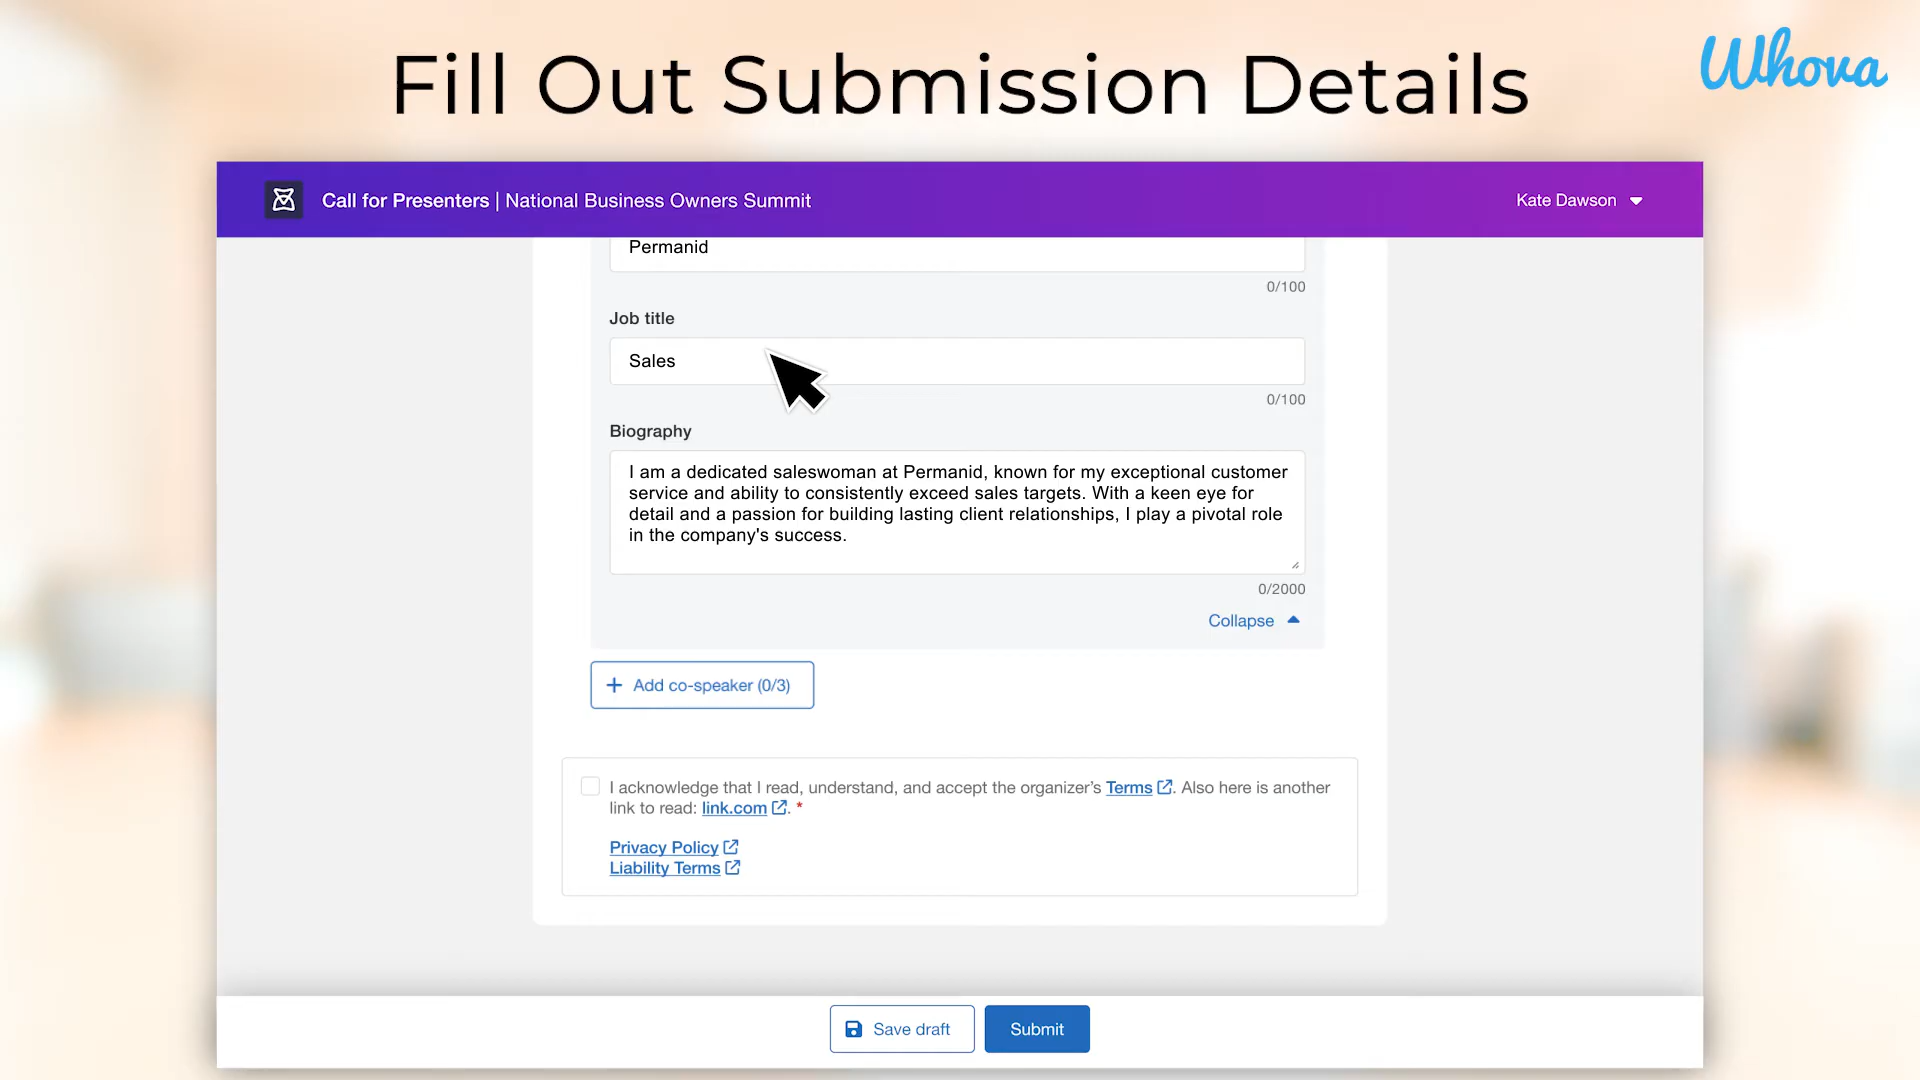 Fill Out Submission Details
Whova
Call for Presenters | National Business Owners Summit
Kate Dawson
Permanid
0/100
Job title
Sales
0/100
Biography
I am a dedicated saleswoman at Permanid, known for my exceptional customer
service and ability to consistently exceed sales targets. With a keen eye for
detail and a passion for building lasting client relationships, I play a pivotal role
in the company's success.
0/2000
Collapse
+ Add co-speaker (0/3)
I acknowledge that I read, understand, and accept the organizer's Terms. Also here is another
link to read: link.com. *
Privacy Policy
Liability Terms
Save draft
Submit